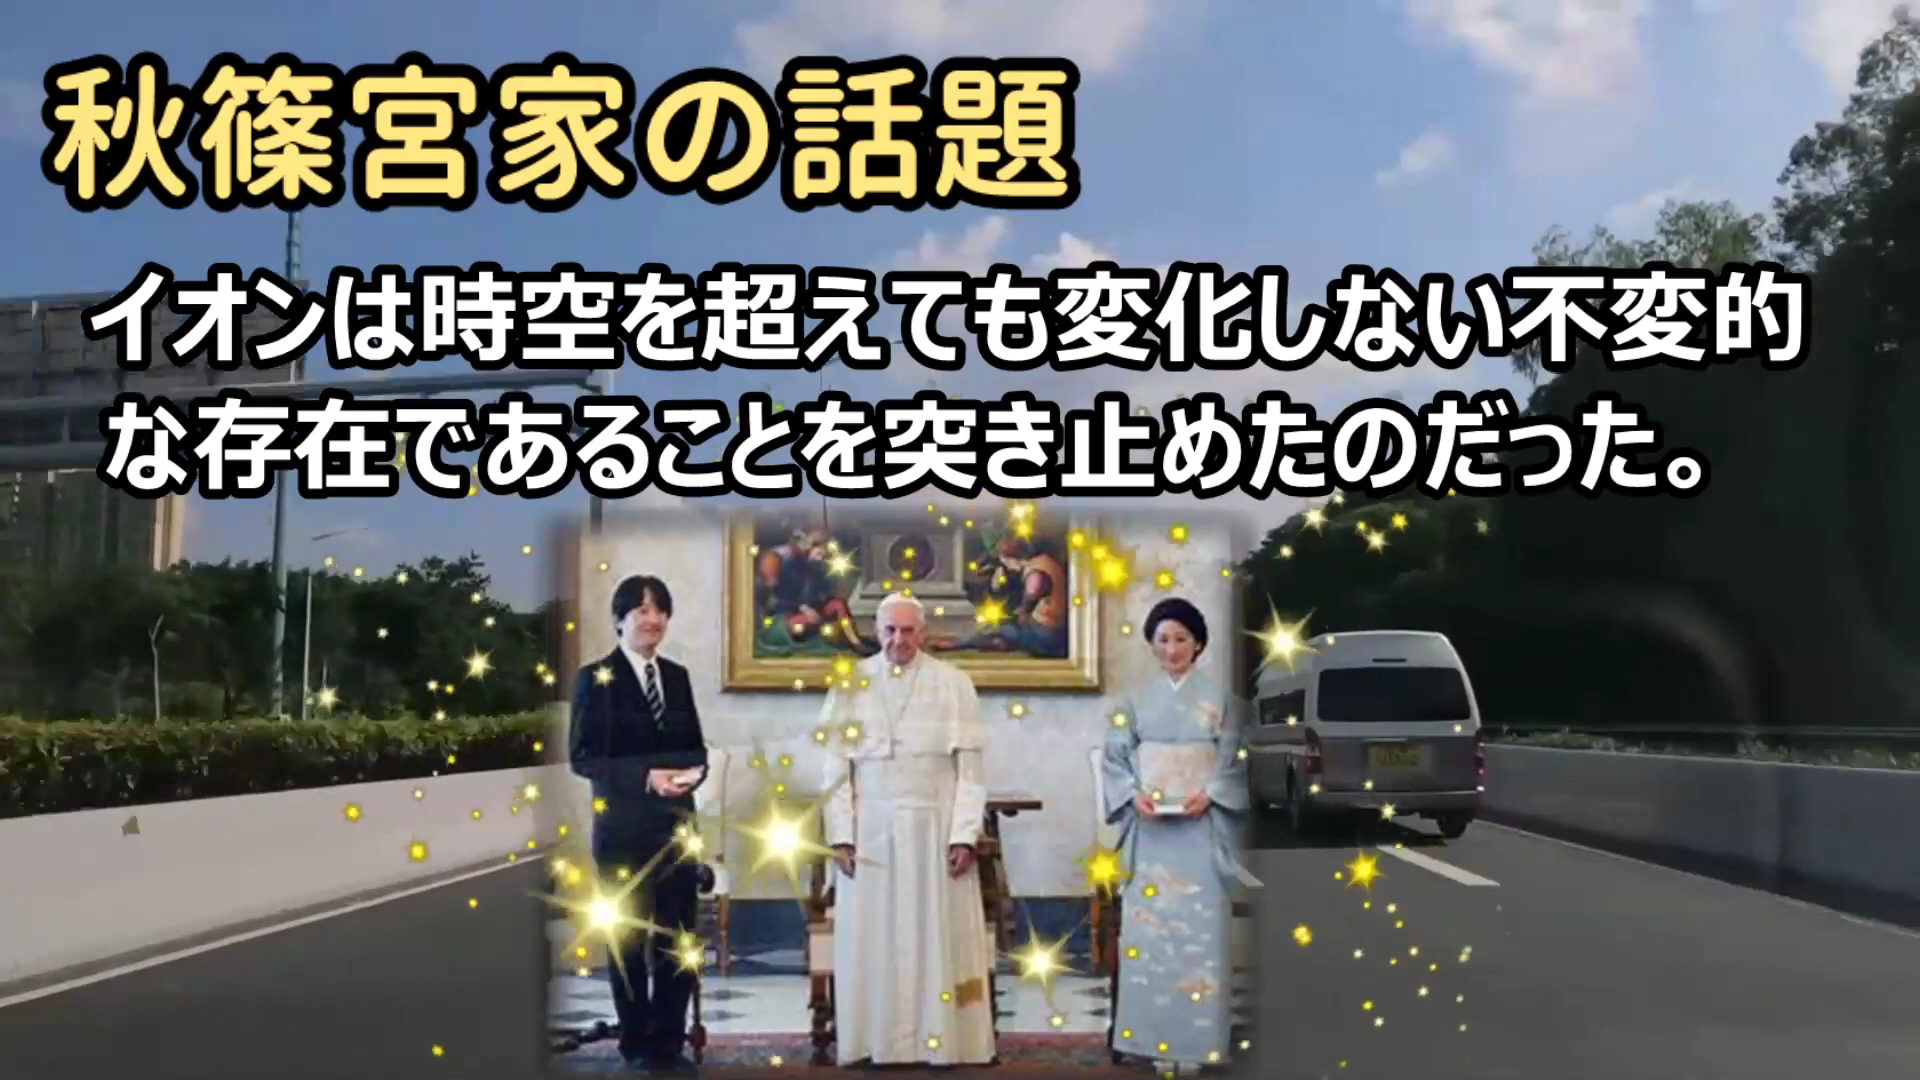 秋篠宮家の話題
イオンは時空を超えても変化しない不変的
な存在であることを突き止めたのだった。